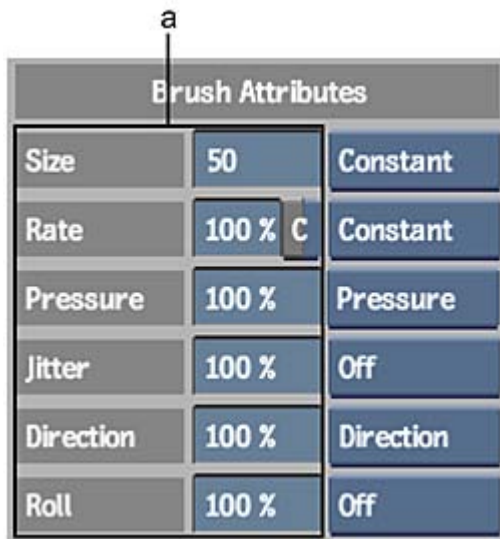 a
Brush Attributes
Size 50 Constant
Rate 100 % C Constant
Pressure 100 % Pressure
Jitter 100 % Off
Direction 100 % Direction
Roll 100 % Off